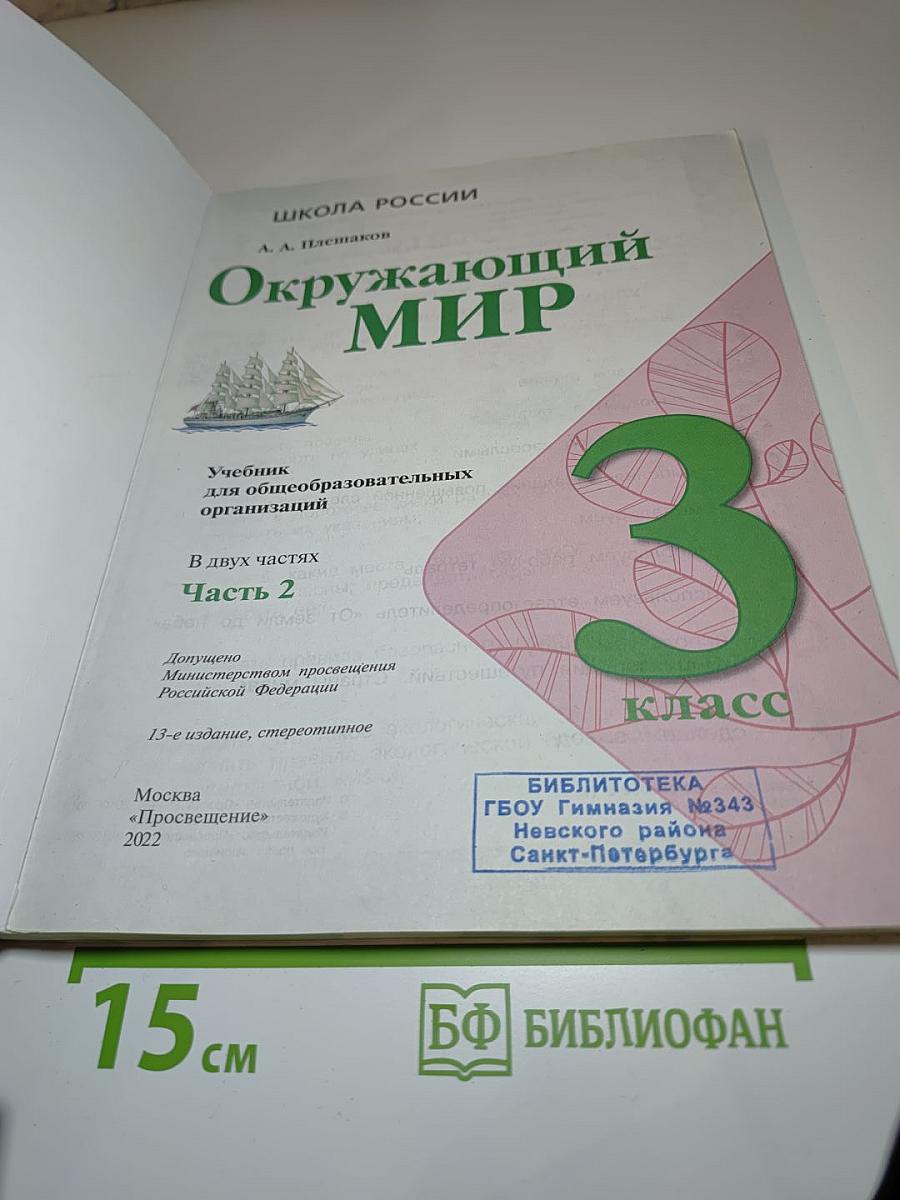 ШКОЛА РОССИИ
А. А. Плешаков
Окружающий
МИР
Учебник
для общеобразовательных
организаций
В двух частях
Часть 2
Допущено
Министерством просвещения
Российской Федерации
13-е издание, стереотипное
Москва
«Просвещение»
2022
3
класс
БИБЛИТОТЕКА
ГБОУ Гимназия №343
Невского района
Санкт-Петербурга
15 см
БФ БИБЛИОФАН